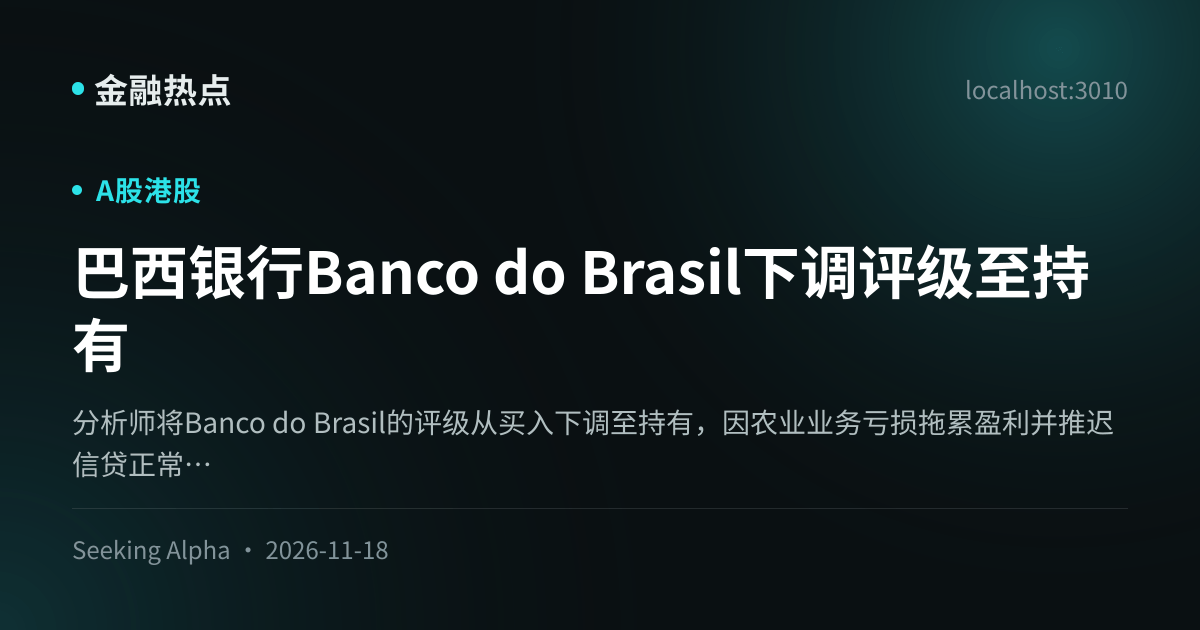 金融热点
localhost:3010
A股港股
巴西银行Banco do Brasil下调评级至持
有
分析师将Banco do Brasil的评级从买入下调至持有，因农业业务亏损拖累盈利并推迟
信贷正常…
Seeking Alpha · 2026-11-18